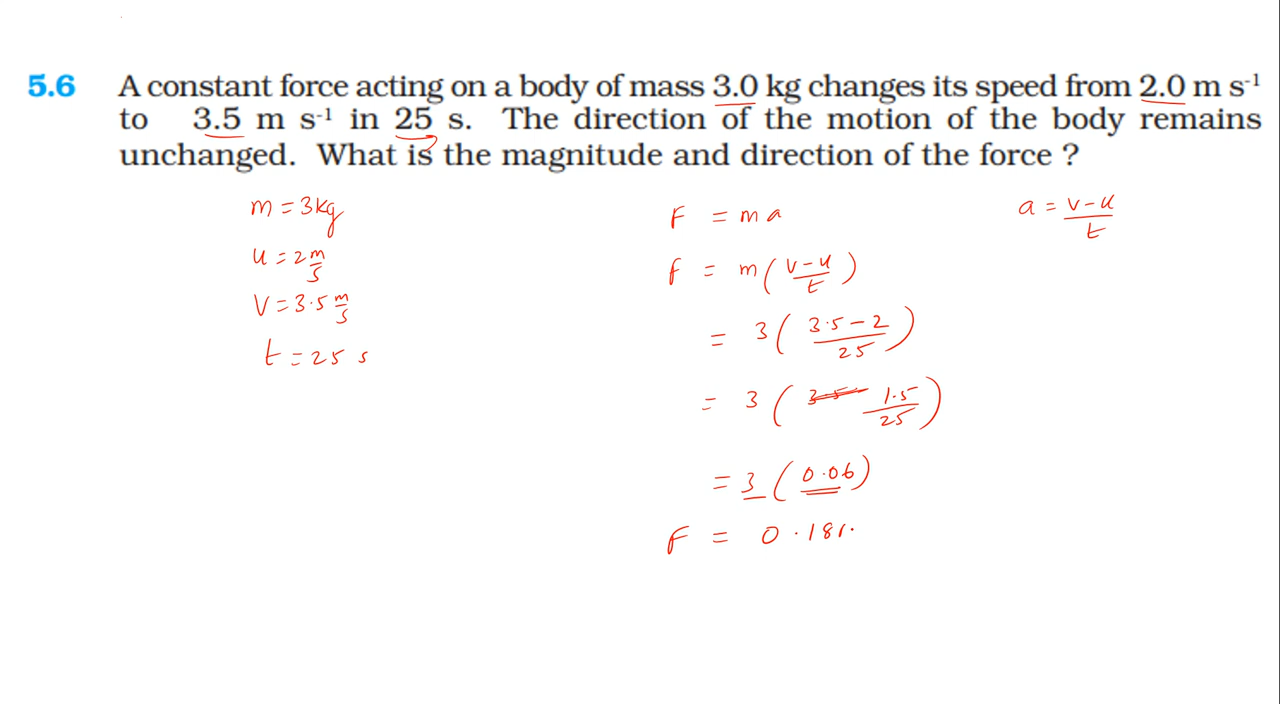 5.6 A constant force acting on a body of mass 3.0 kg changes its speed from 2.0 m s⁻¹
to 3.5 m s⁻¹ in 25 s. The direction of the motion of the body remains
unchanged. What is the magnitude and direction of the force ?
m = 3kg
u = 2 m/s
v = 3.5 m/s
t = 25 s
F = ma
F = m(v-u/t)
= 3(3.5-2/25)
= 3(1.5/25)
= 3(0.06)
F = 0.18
a = v-u/t